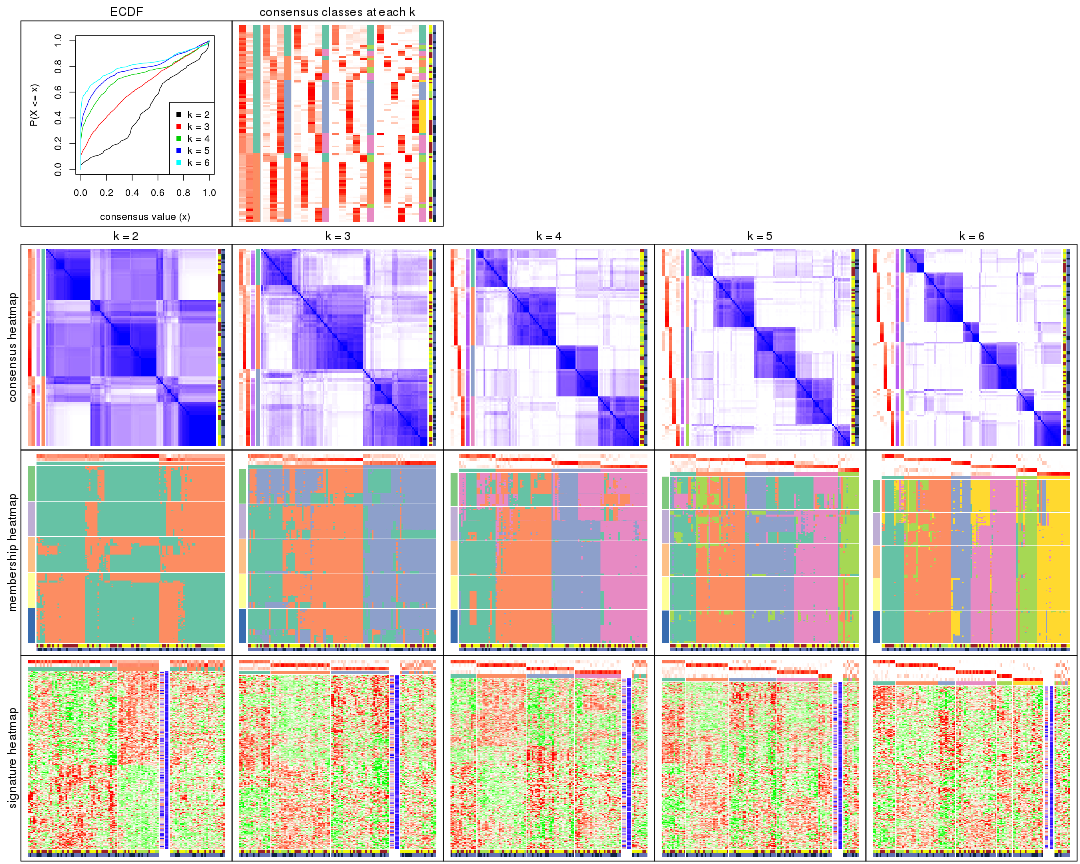 ECDF
consensus classes at each k
P(X <= x)
0.0 0.2 0.4 0.6 0.8 1.0
k = 2
k = 3
k = 4
k = 5
k = 6
0.0 0.2 0.4 0.6 0.8 1.0
consensus value (x)
k = 2 k = 3 k = 4 k = 5 k = 6
consensus heatmap
membership heatmap
signature heatmap